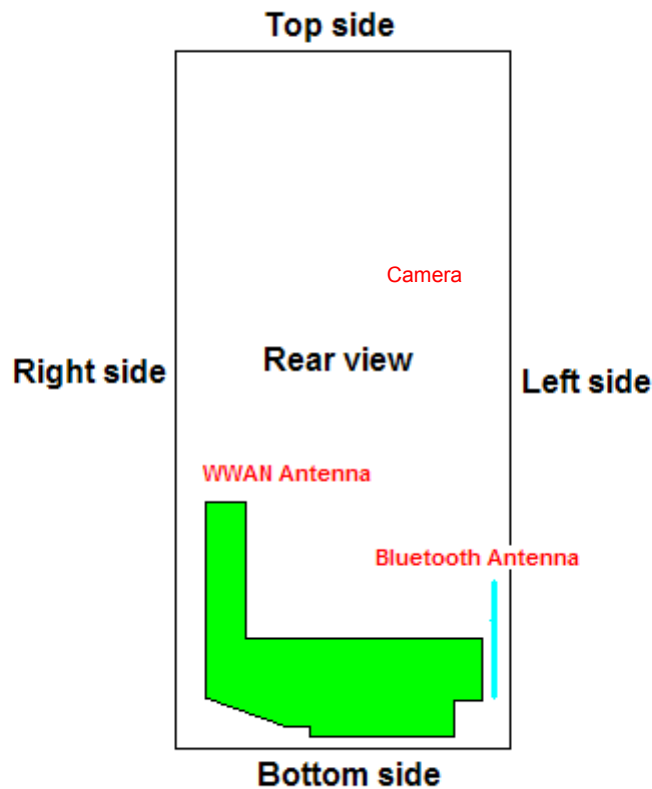 Top side
Camera
Rear view
Right side
Left side
WWAN Antenna
Bluetooth Antenna
Bottom side